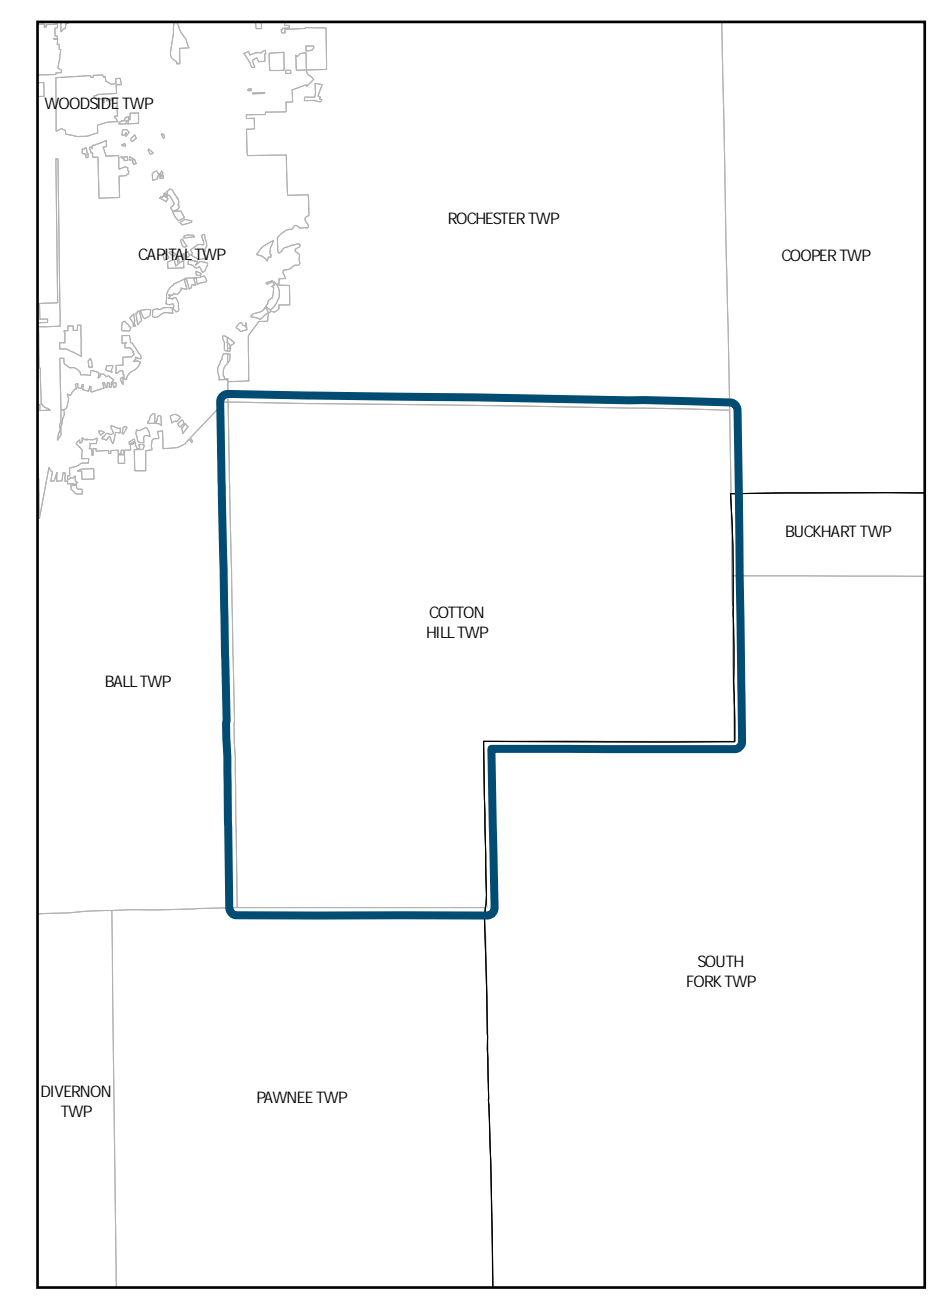 WOODSIDE TWP
ROCHESTER TWP
CAPITAL TWP
COOPER TWP
BUCKHART TWP
COTTON
HILL TWP
BALL TWP
SOUTH
FORK TWP
DIVERNON
TWP
PAWNEE TWP